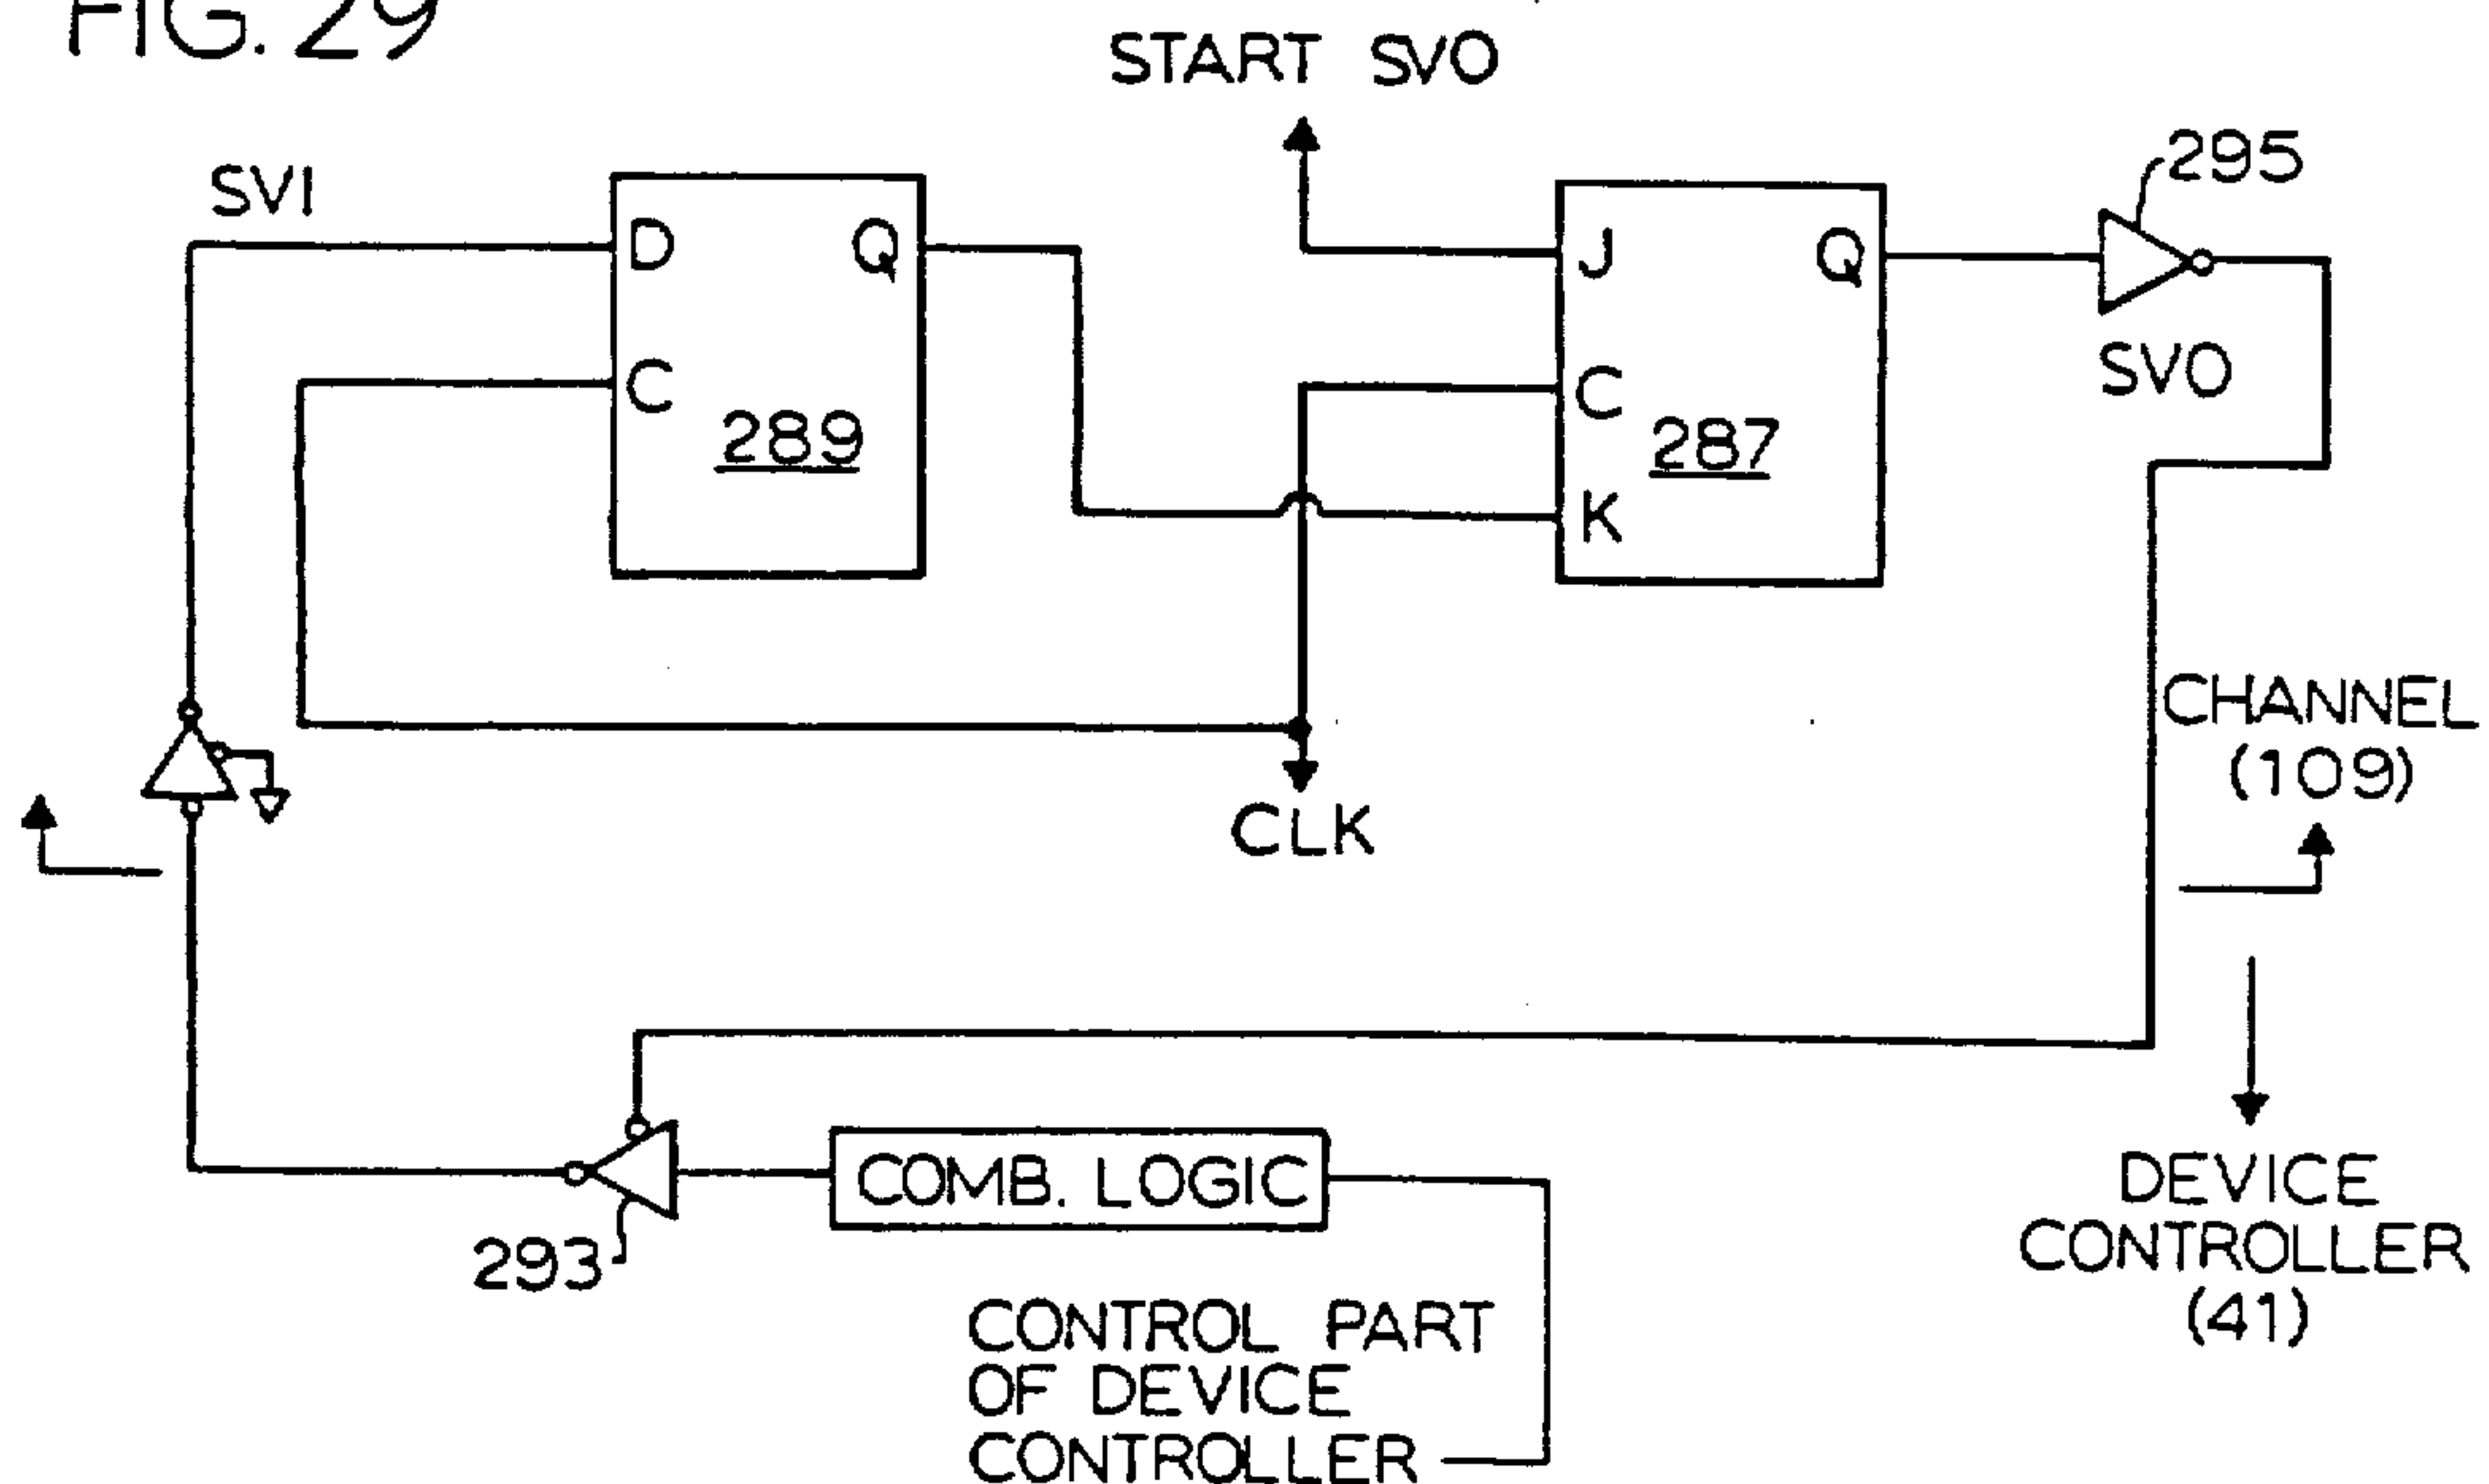 FIG. 29
START SVO
SVI
295
D
Q
J
Q
C
289
C
287
K
SVO
CHANNEL
(109)
CLK
COMB. LOGIC
293
DEVICE
CONTROLLER
(41)
CONTROL PART
OF DEVICE
CONTROLLER